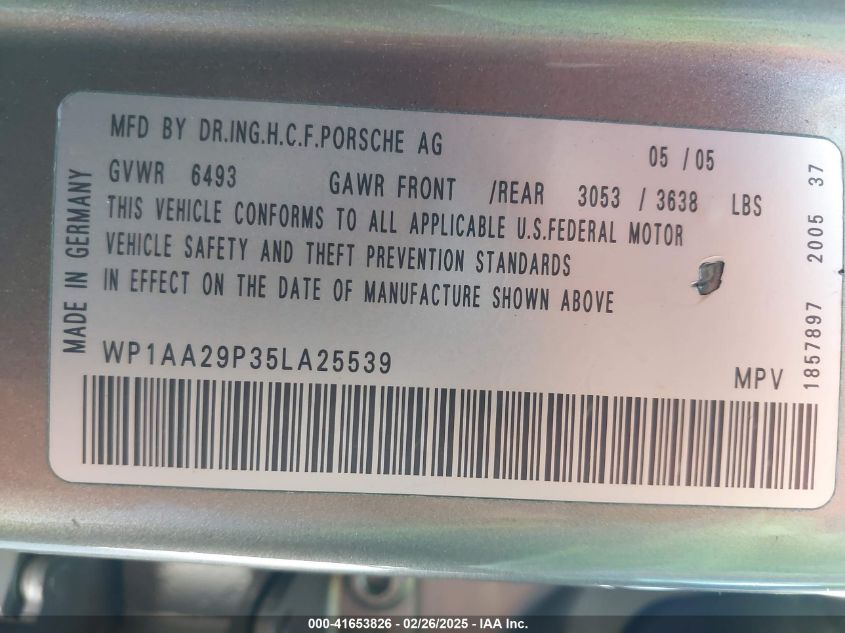 MFD BY DR.ING.H.C.F.PORSCHE AG 05 / 05
GVWR 6493 GAWR FRONT /REAR 3053 / 3638 LBS
THIS VEHICLE CONFORMS TO ALL APPLICABLE U.S.FEDERAL MOTOR
VEHICLE SAFETY AND THEFT PREVENTION STANDARDS
IN EFFECT ON THE DATE OF MANUFACTURE SHOWN ABOVE
WP1AA29P35LA25539
MPV
MADE IN GERMANY
1857897 2005 37
000-41653826 - 02/26/2025 - IAA Inc.